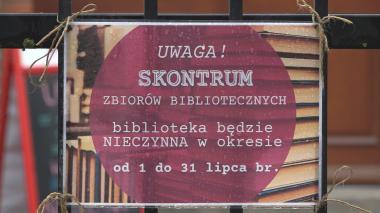 UWAGA!
SKONTRUM
ZBIORÓW BIBLIOTECZNYCH
biblioteka będzie
NIECZYNNA w okresie
od 1 do 31 lipca br.